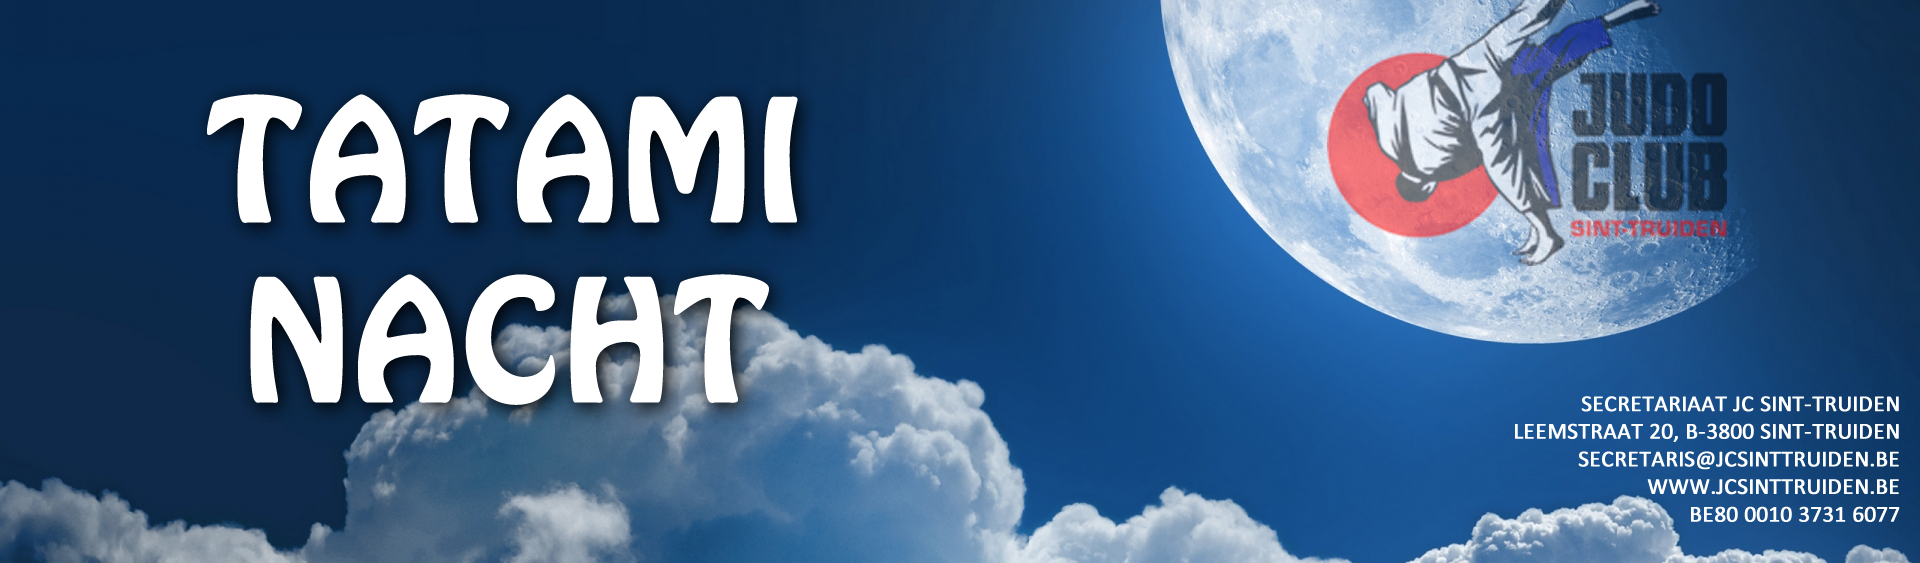 TATAMI
NACHT
JUDO
CLUB
SINT-TRUIDEN
SECRETARIAAT JC SINT-TRUIDEN
LEEMSTRAAT 20, B-3800 SINT-TRUIDEN
SECRETARIS@JCSINTTRUIDEN.BE
WWW.JCSINTTRUIDEN.BE
BE80 0010 3731 6077